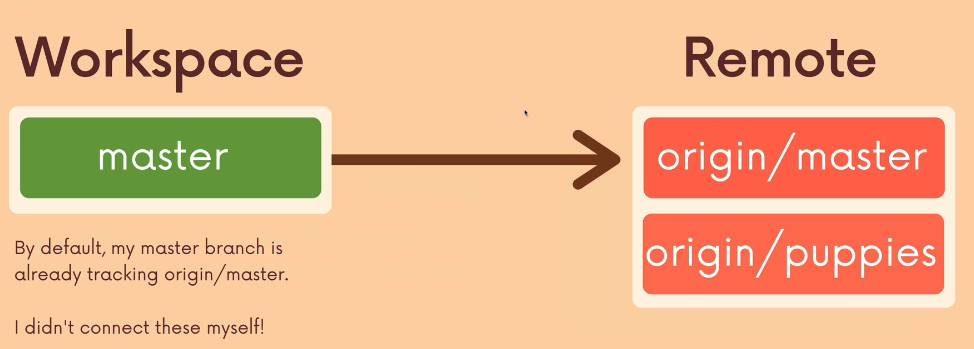 Workspace
Remote
master
origin/master
origin/puppies
By default, my master branch is
already tracking origin/master.
I didn't connect these myself!